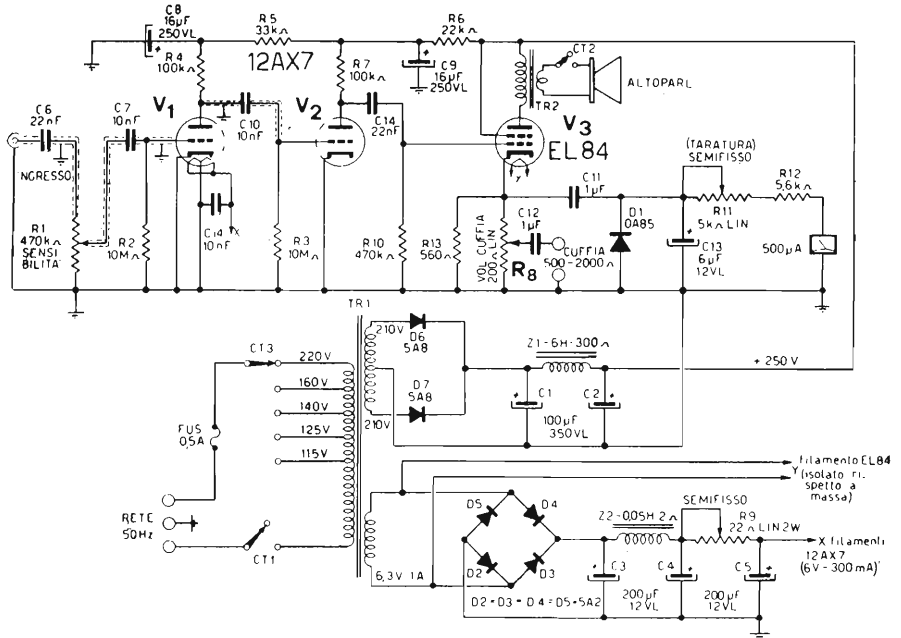 C8
16µF
250VL
R5
33kΩ
R6
22kΩ
R4
100kΩ
12AX7
R7
100kΩ
C9
16µF
250VL
CT2
ALTOPARL
TR2
C6
22nF
C7
10nF
V1
C10
10nF
V2
C14
22nF
V3
EL84
Y
(TARATURA)
SEMIFISSO
R12
5,6kΩ
C11
1µF
INGRESSO
R1
470kΩ
SENSI
BILITA'
R2
10MΩ
C14
10nF
X
R3
10MΩ
R10
470kΩ
R13
560Ω
VOL CUFFIA
200Ω LIN
C12
1µF
R8
CUFFIA
500-2000Ω
D1
OA85
R11
5kΩ LIN
C13
6µF
12VL
500µA
TR1
210V
D6
5A8
Z1-6H-300Ω
+250V
CT3
220V
160V
140V
125V
115V
D7
5A8
210V
C1
C2
100µF
350VL
FUS
0,5A
filamento EL84
Y (isolato ri.
spetto a
massa)
RETE
50Hz
CT1
6,3V 1A
D5
D4
D2
D3
Z2-0,05H 2Ω
SEMIFISSO
R9
22Ω LIN 2W
X filamenti
12AX7
(6V-300mA)
C3
C4
C5
D2=D3=D4=D5=5A2
200µF
12VL
200µF
12VL